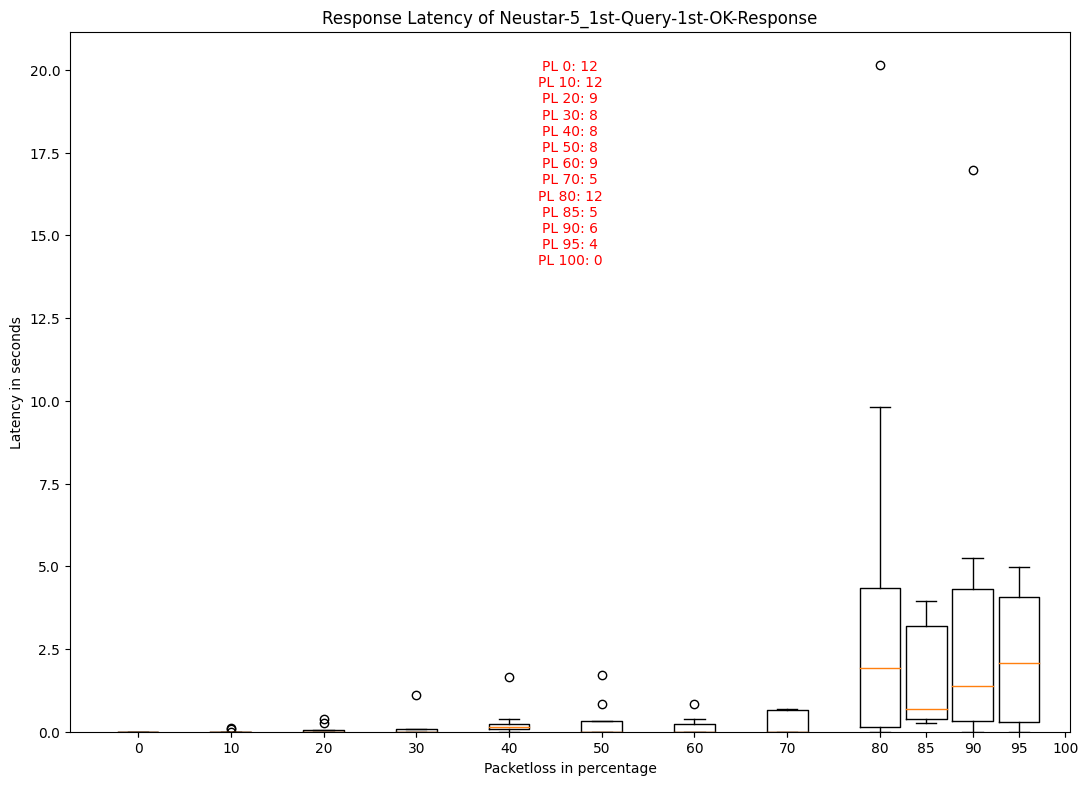 Response Latency of Neustar-5_1st-Query-1st-OK-Response
PL 0: 12
PL 10: 12
PL 20: 9
PL 30: 8
PL 40: 8
PL 50: 8
PL 60: 9
PL 70: 5
PL 80: 12
PL 85: 5
PL 90: 6
PL 95: 4
PL 100: 0
Latency in seconds
20.0
17.5
15.0
12.5
10.0
7.5
5.0
2.5
0.0
0 10 20 30 40 50 60 70 80 85 90 95 100
Packetloss in percentage